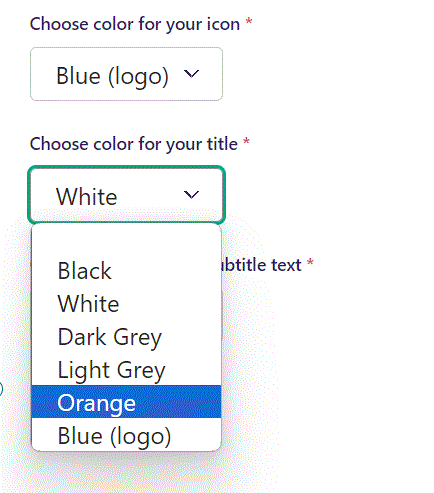 Choose color for your icon *
Blue (logo)
Choose color for your title *
White
ubtitle text *
Black
White
Dark Grey
Light Grey
Orange
Blue (logo)